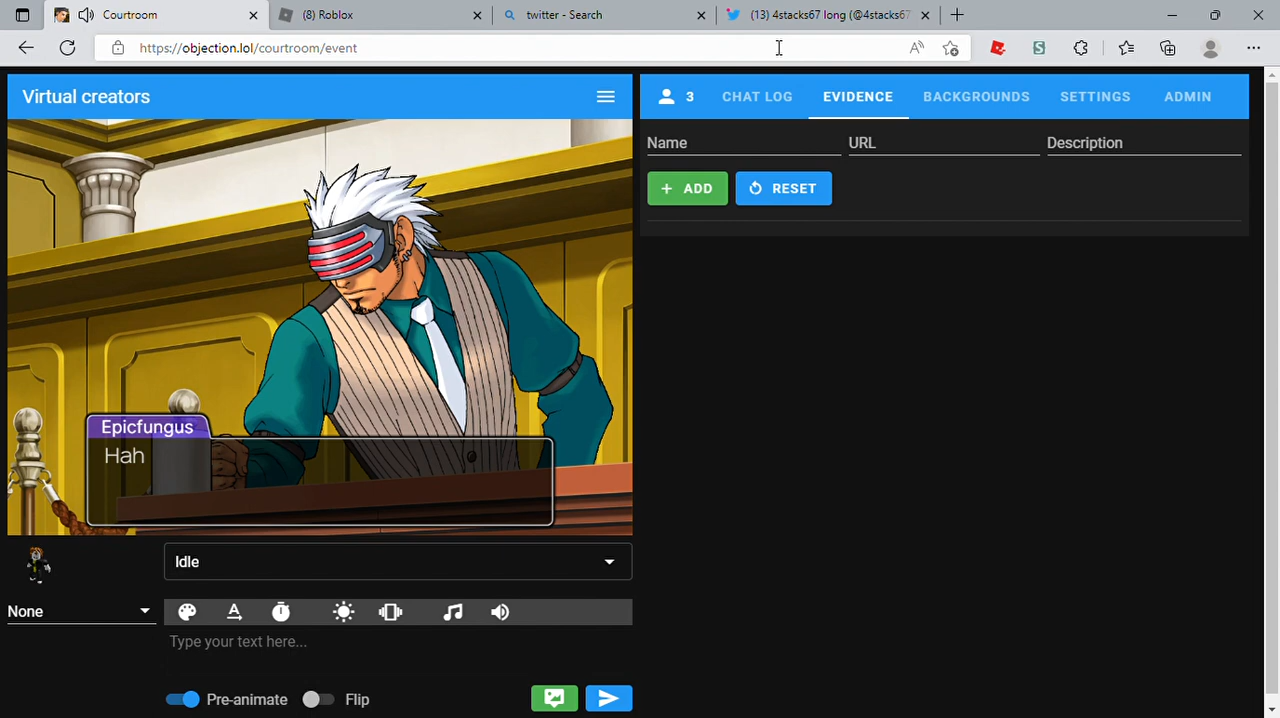 Courtroom
(8) Roblox
twitter - Search
(13) 4stacks67 long (@4stacks67
https://objection.lol/courtroom/event
Virtual creators
3
CHAT LOG
EVIDENCE
BACKGROUNDS
SETTINGS
ADMIN
Name
URL
Description
+ ADD
RESET
Epicfungus
Hah
Idle
None
Type your text here...
Pre-animate
Flip